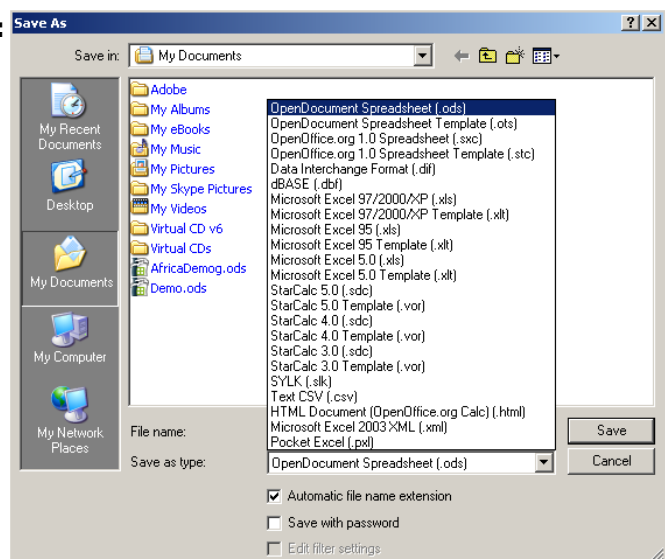 :
Save As
Save in:
My Documents
My Recent
Documents
Desktop
My Documents
My Computer
My Network
Places
Adobe
My Albums
My eBooks
My Music
My Pictures
My Skype Pictures
My Videos
Virtual CD v6
Virtual CDs
AfricaDemog.ods
Demo.ods
OpenDocument Spreadsheet (.ods)
OpenDocument Spreadsheet Template (.ots)
OpenOffice.org 1.0 Spreadsheet (.sxc)
OpenOffice.org 1.0 Spreadsheet Template (.stc)
Data Interchange Format (.dif)
dBASE (.dbf)
Microsoft Excel 97/2000/XP (.xls)
Microsoft Excel 97/2000/XP Template (.xlt)
Microsoft Excel 95 (.xls)
Microsoft Excel 95 Template (.xlt)
Microsoft Excel 5.0 (.xls)
Microsoft Excel 5.0 Template (.xlt)
StarCalc 5.0 (.sdc)
StarCalc 5.0 Template (.vor)
StarCalc 4.0 (.sdc)
StarCalc 4.0 Template (.vor)
StarCalc 3.0 (.sdc)
StarCalc 3.0 Template (.vor)
SYLK (.slk)
Text CSV (.csv)
HTML Document (OpenOffice.org Calc) (.html)
Microsoft Excel 2003 XML (.xml)
Pocket Excel (.pxl)
File name:
Save
Save as type:
OpenDocument Spreadsheet (.ods)
Cancel
Automatic file name extension
Save with password
Edit filter settings